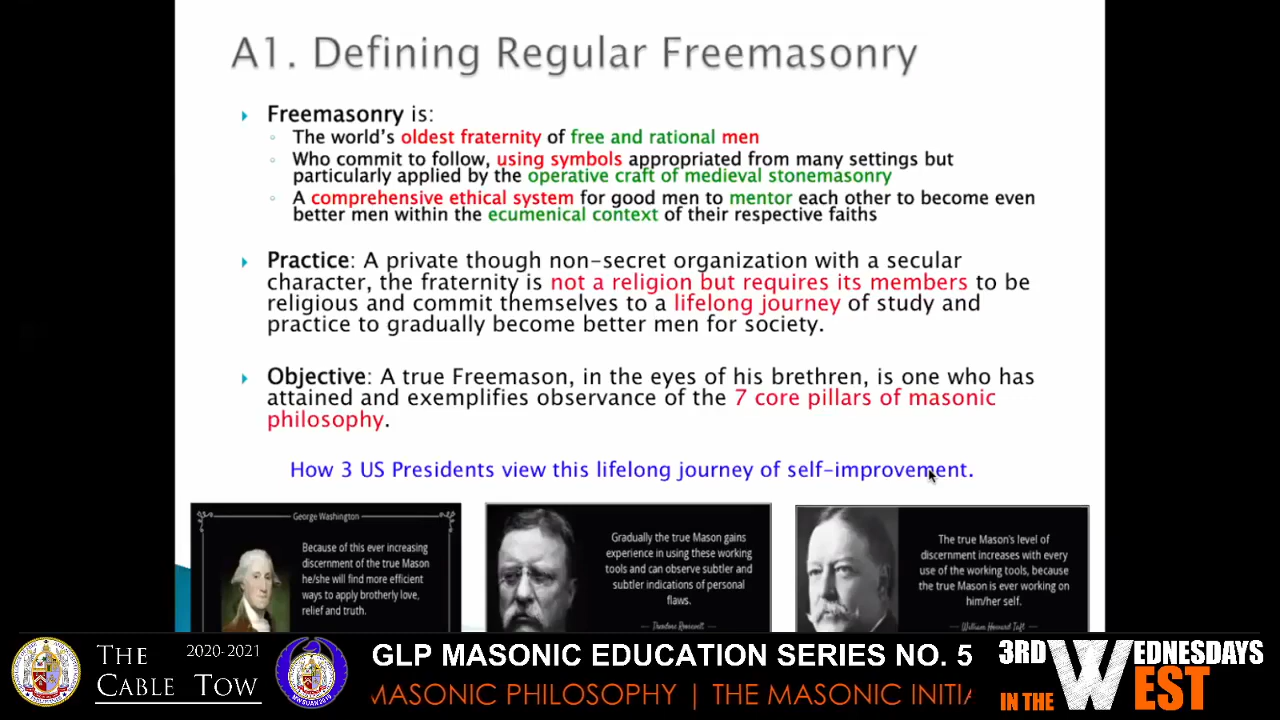 A1. Defining Regular Freemasonry
Freemasonry is:
The world's oldest fraternity of free and rational men
Who commit to follow, using symbols appropriated from many settings but
particularly applied by the operative craft of medieval stonemasonry
A comprehensive ethical system for good men to mentor each other to become even
better men within the ecumenical context of their respective faiths
Practice: A private though non-secret organization with a secular
character, the fraternity is not a religion but requires its members to be
religious and commit themselves to a lifelong journey of study and
practice to gradually become better men for society.
Objective: A true Freemason, in the eyes of his brethren, is one who has
attained and exemplifies observance of the 7 core pillars of masonic
philosophy.
How 3 US Presidents view this lifelong journey of self-improvement.
George Washington
Because of this ever increasing
discernment of the true Mason
he/she will find more efficient
ways to apply brotherly love,
relief and truth.
Gradually the true Mason gains
experience in using these working
tools and can observe subtler and
subtler indications of personal
flaws.
Theodore Roosevelt
The true Mason's level of
discernment increases with every
use of the working tools, because
the true Mason is ever working on
him/her self.
William Howard Taft
THE CABLE TOW
2020-2021
GLP MASONIC EDUCATION SERIES NO. 5
MASONIC PHILOSOPHY | THE MASONIC INITIA
3RD WEDNESDAYS
IN THE WEST